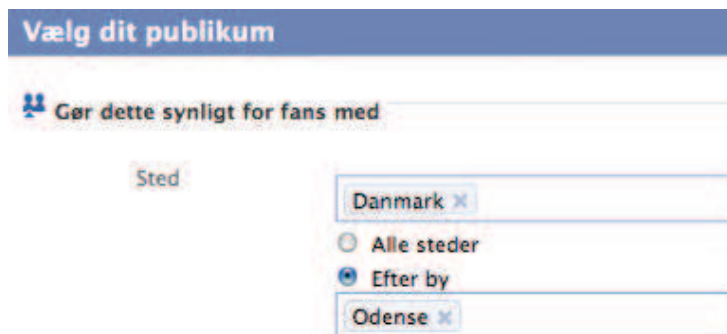 Vælg dit publikum
Gør dette synligt for fans med
Sted
Danmark
Alle steder
Efter by
Odense